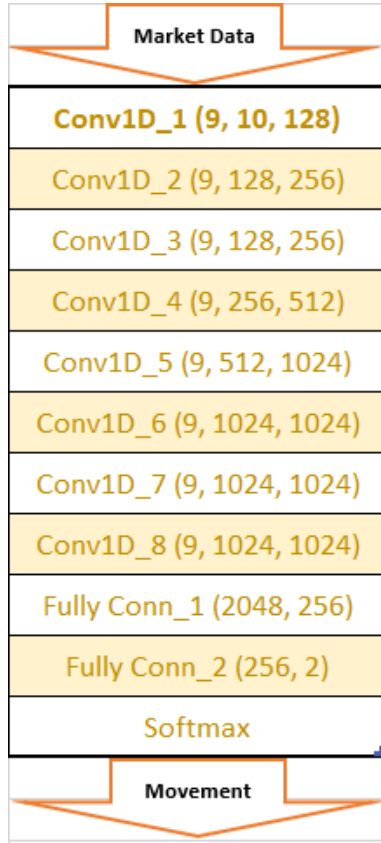 Market Data
Conv1D_1 (9, 10, 128)
Conv1D_2 (9, 128, 256)
Conv1D_3 (9, 128, 256)
Conv1D_4 (9, 256, 512)
Conv1D_5 (9, 512, 1024)
Conv1D_6 (9, 1024, 1024)
Conv1D_7 (9, 1024, 1024)
Conv1D_8 (9, 1024, 1024)
Fully Conn_1 (2048, 256)
Fully Conn_2 (256, 2)
Softmax
Movement